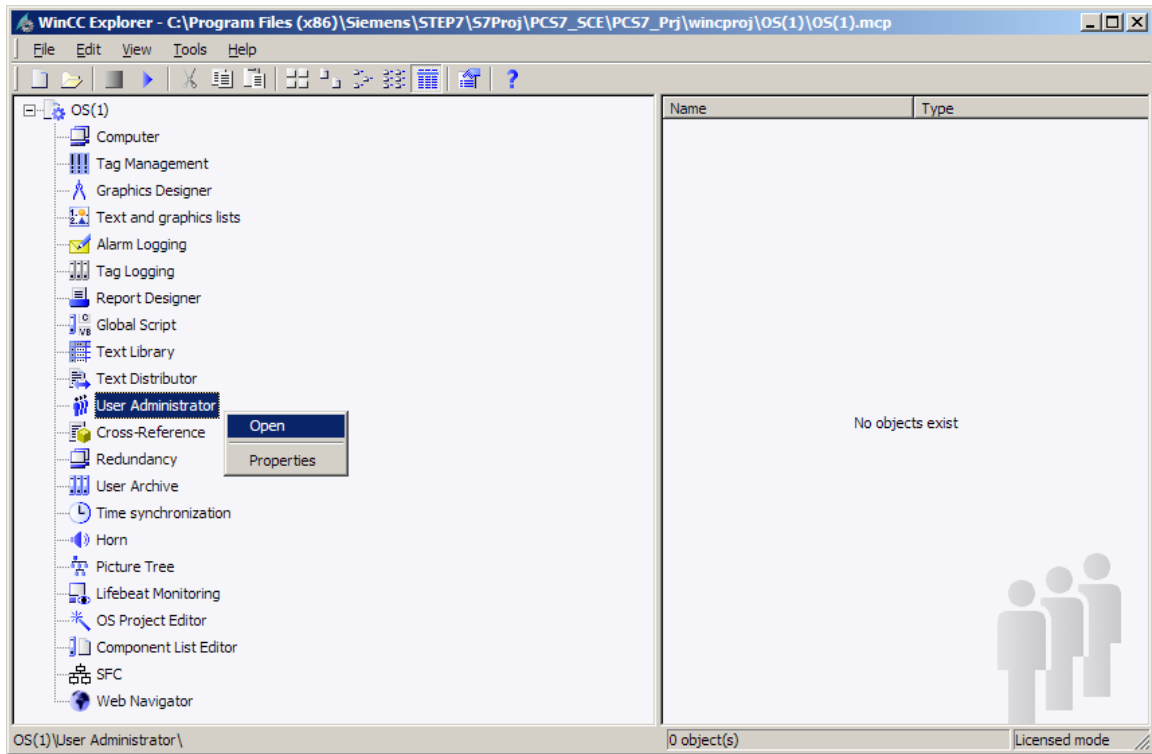 WinCC Explorer - C:\Program Files (x86)\Siemens\STEP7\S7Proj\PCS7_SCE\PCS7_Prj\wincproj\OS(1)\OS(1).mcp
File Edit View Tools Help
OS(1)
Computer
Tag Management
Graphics Designer
Text and graphics lists
Alarm Logging
Tag Logging
Report Designer
Global Script
Text Library
Text Distributor
User Administrator
Cross-Reference
Redundancy
User Archive
Time synchronization
Horn
Picture Tree
Lifebeat Monitoring
OS Project Editor
Component List Editor
SFC
Web Navigator
Open
Properties
Name Type
No objects exist
OS(1)\User Administrator\ 0 object(s) Licensed mode